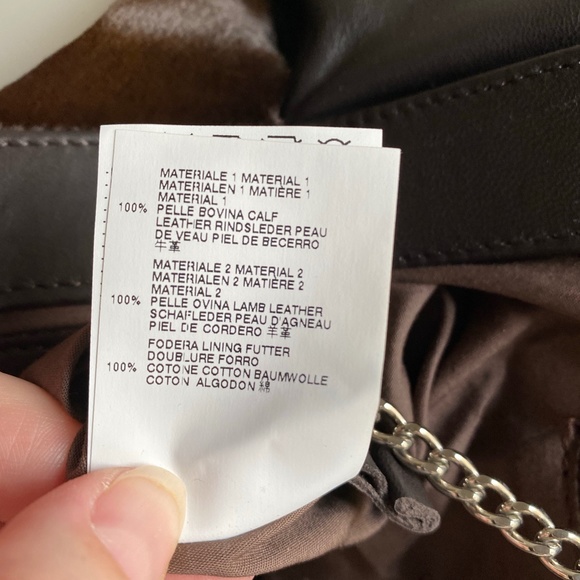 MATERIALE 1 MATERIAL 1
MATERIALEN 1 MATIÈRE 1
MATERIAL 1
100% PELLE BOVINA CALF
LEATHER RINDSLEDER PEAU
DE VEAU PIEL DE BECERRO
牛革
MATERIALE 2 MATERIAL 2
MATERIALEN 2 MATIÈRE 2
MATERIAL 2
100% PELLE OVINA LAMB LEATHER
SCHAFLEDER PEAU D'AGNEAU
PIEL DE CORDERO 羊革
FODERA LINING FUTTER
DOUBLURE FORRO
100% COTONE COTTON BAUMWOLLE
COTON ALGODON 綿